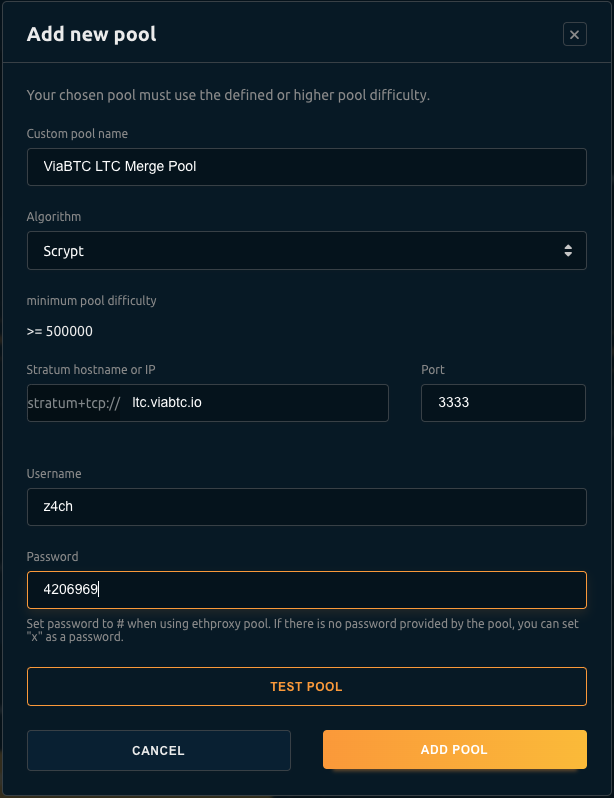 Add new pool
Your chosen pool must use the defined or higher pool difficulty.
Custom pool name
ViaBTC LTC Merge Pool
Algorithm
Scrypt
minimum pool difficulty
>= 500000
Stratum hostname or IP
Port
stratum+tcp:// ltc.viabtc.io
3333
Username
z4ch
Password
4206969
Set password to # when using ethproxy pool. If there is no password provided by the pool, you can set
"x" as a password.
TEST POOL
CANCEL
ADD POOL